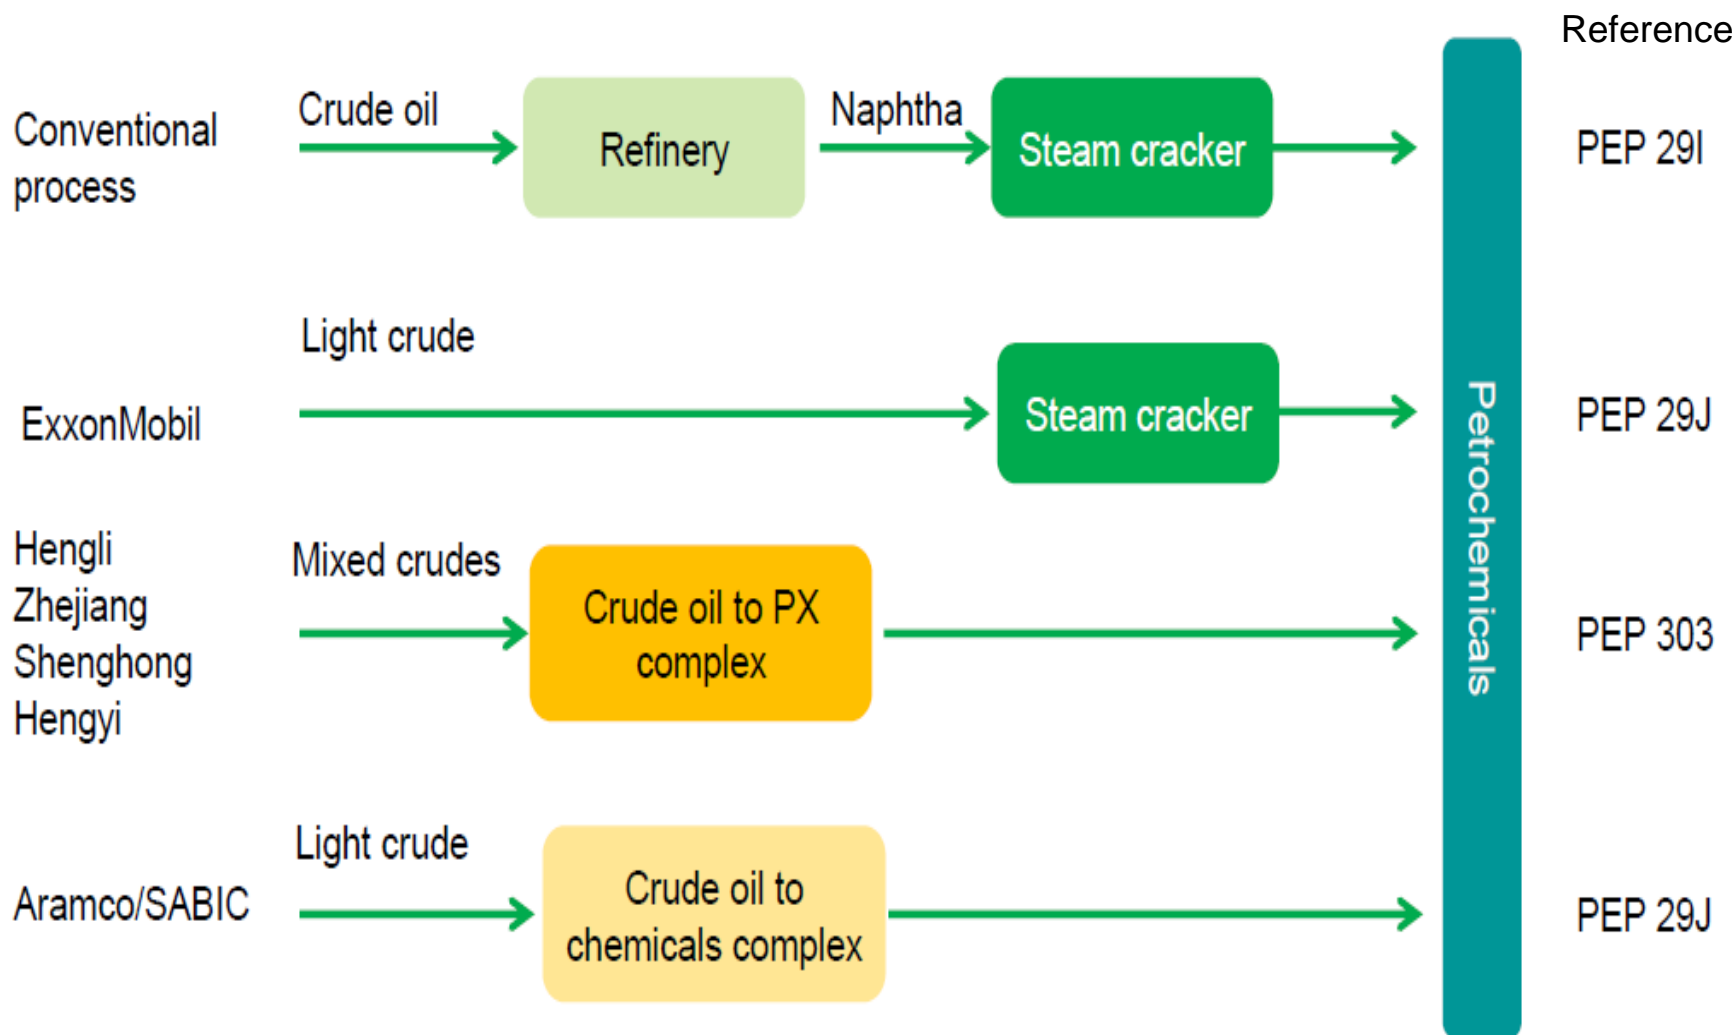 Reference
Conventional
process
Crude oil
Refinery
Naphtha
Steam cracker
PEP 29I
ExxonMobil
Light crude
Steam cracker
PEP 29J
Hengli
Zhejiang
Shenghong
Hengyi
Mixed crudes
Crude oil to PX
complex
PEP 303
Aramco/SABIC
Light crude
Crude oil to
chemicals complex
PEP 29J
Petrochemicals